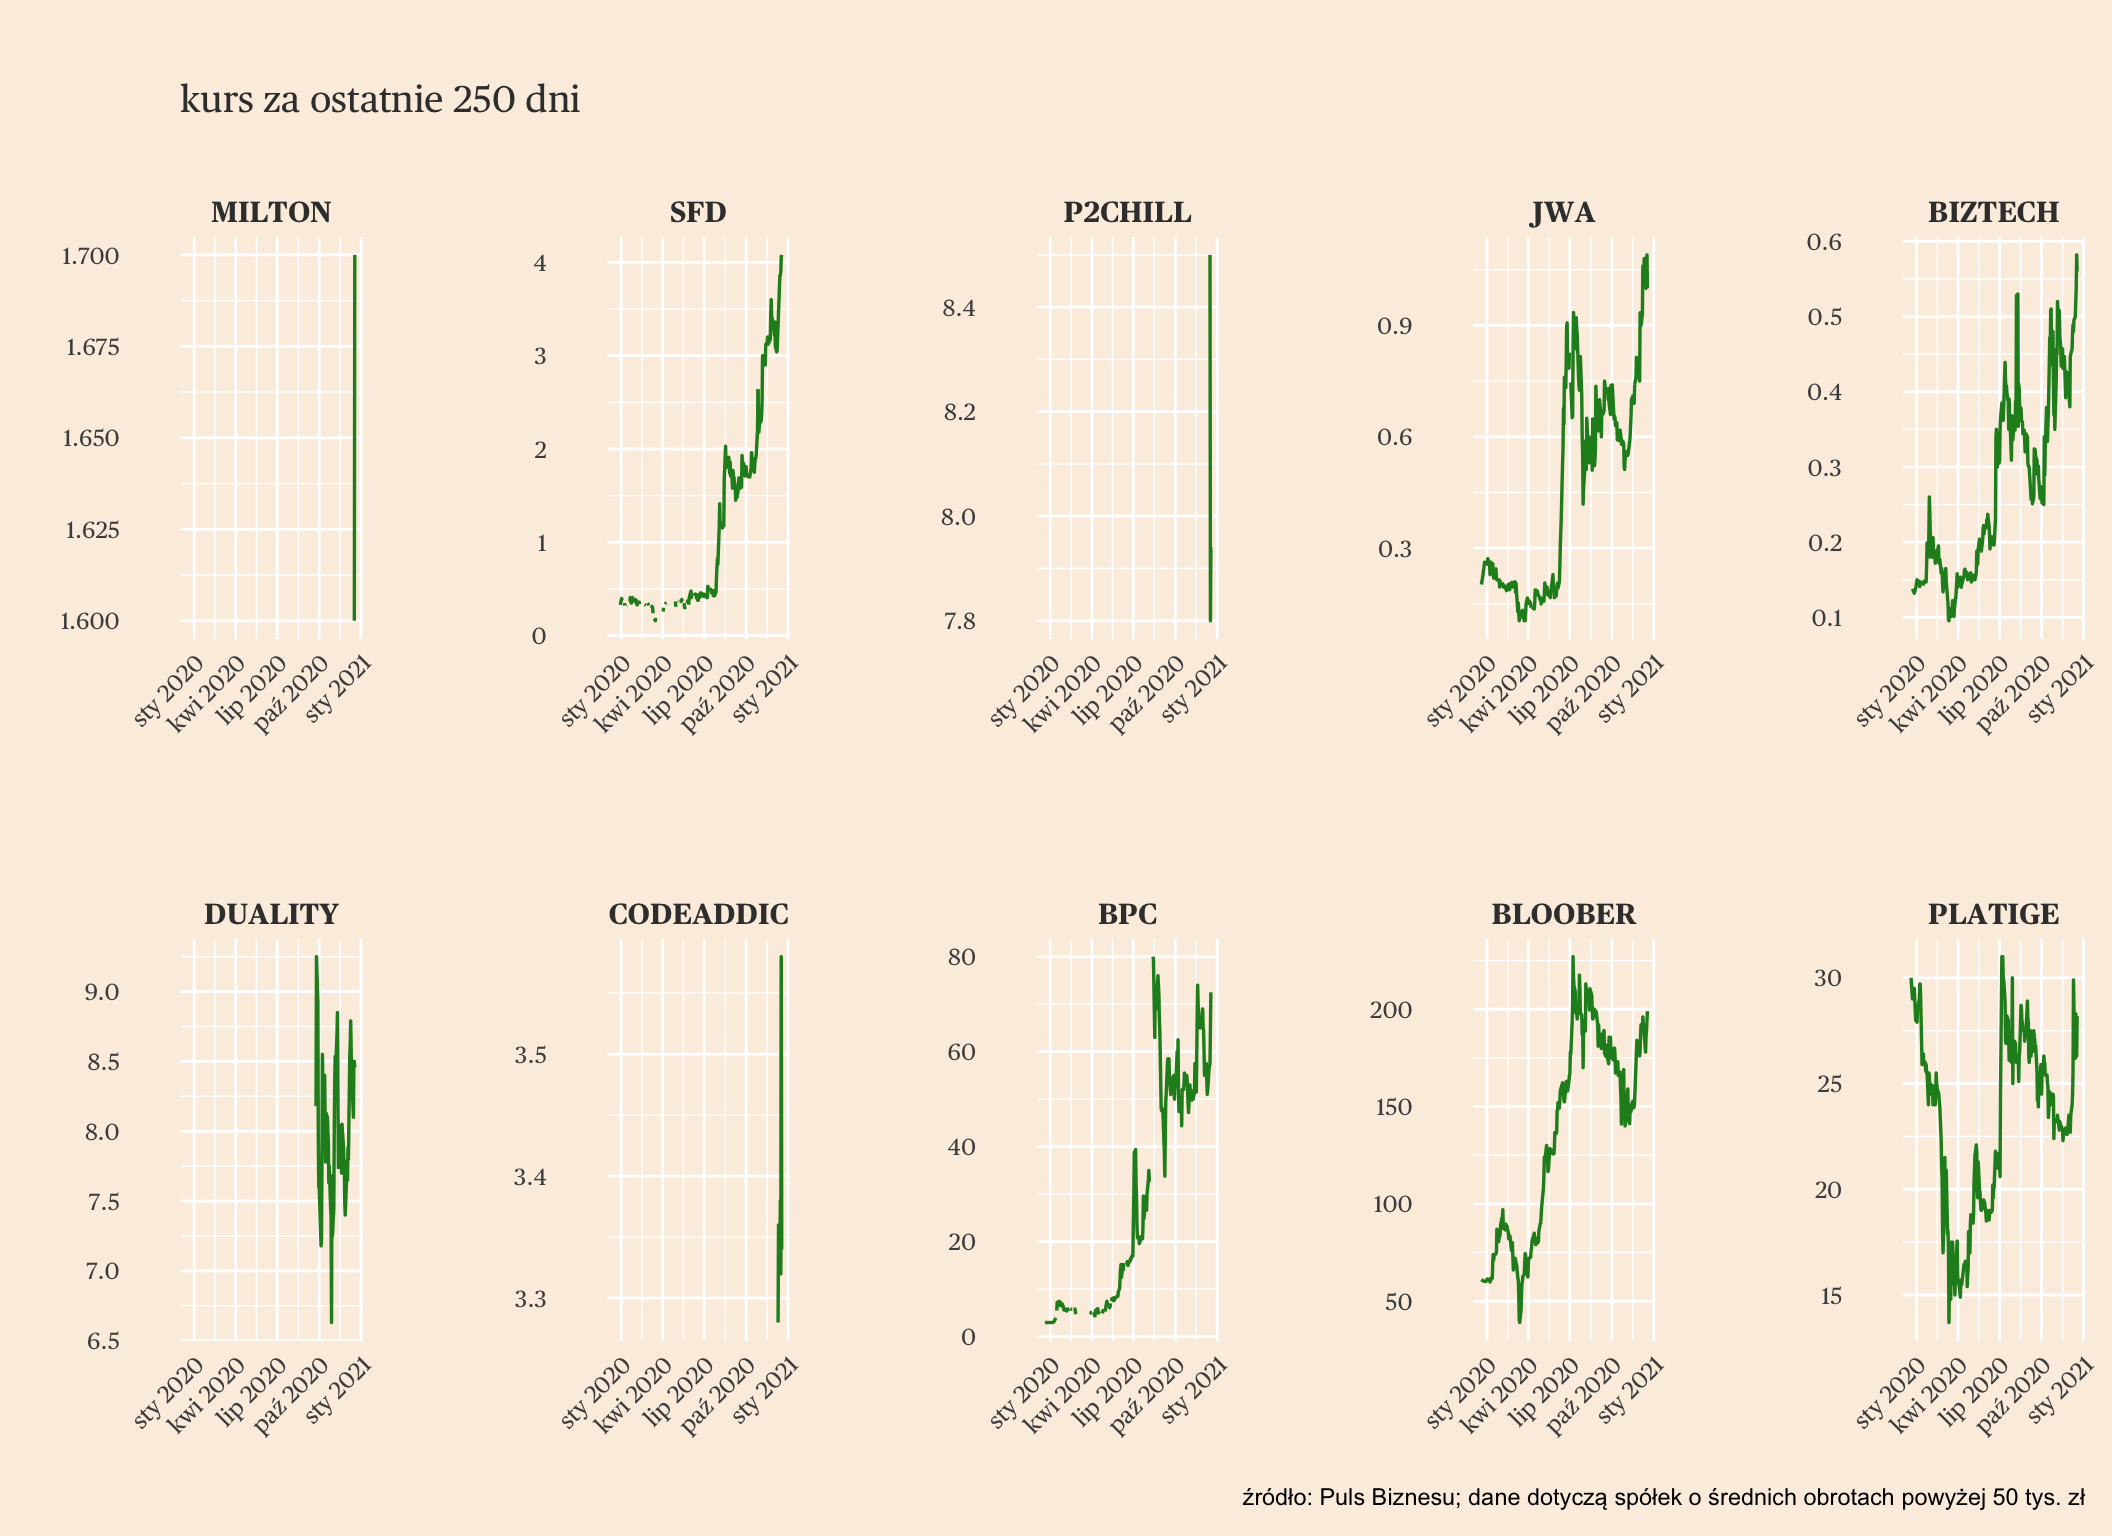 kurs za ostatnie 250 dni
MILTON
1.700
1.675
1.650
1.625
1.600
sty 2020
kwi 2020
lip 2020
paź 2020
sty 2021
SFD
4
3
2
1
0
sty 2020
kwi 2020
lip 2020
paź 2020
sty 2021
P2CHILL
8.4
8.2
8.0
7.8
sty 2020
kwi 2020
lip 2020
paź 2020
sty 2021
JWA
0.9
0.6
0.3
sty 2020
kwi 2020
lip 2020
paź 2020
sty 2021
BIZTECH
0.6
0.5
0.4
0.3
0.2
0.1
sty 2020
kwi 2020
lip 2020
paź 2020
sty 2021
DUALITY
9.0
8.5
8.0
7.5
7.0
6.5
sty 2020
kwi 2020
lip 2020
paź 2020
sty 2021
CODEADDIC
3.5
3.4
3.3
sty 2020
kwi 2020
lip 2020
paź 2020
sty 2021
BPC
80
60
40
20
0
sty 2020
kwi 2020
lip 2020
paź 2020
sty 2021
BLOOBER
200
150
100
50
sty 2020
kwi 2020
lip 2020
paź 2020
sty 2021
PLATIGE
30
25
20
15
sty 2020
kwi 2020
lip 2020
paź 2020
sty 2021
źródło: Puls Biznesu; dane dotyczą spółek o średnich obrotach powyżej 50 tys. zł